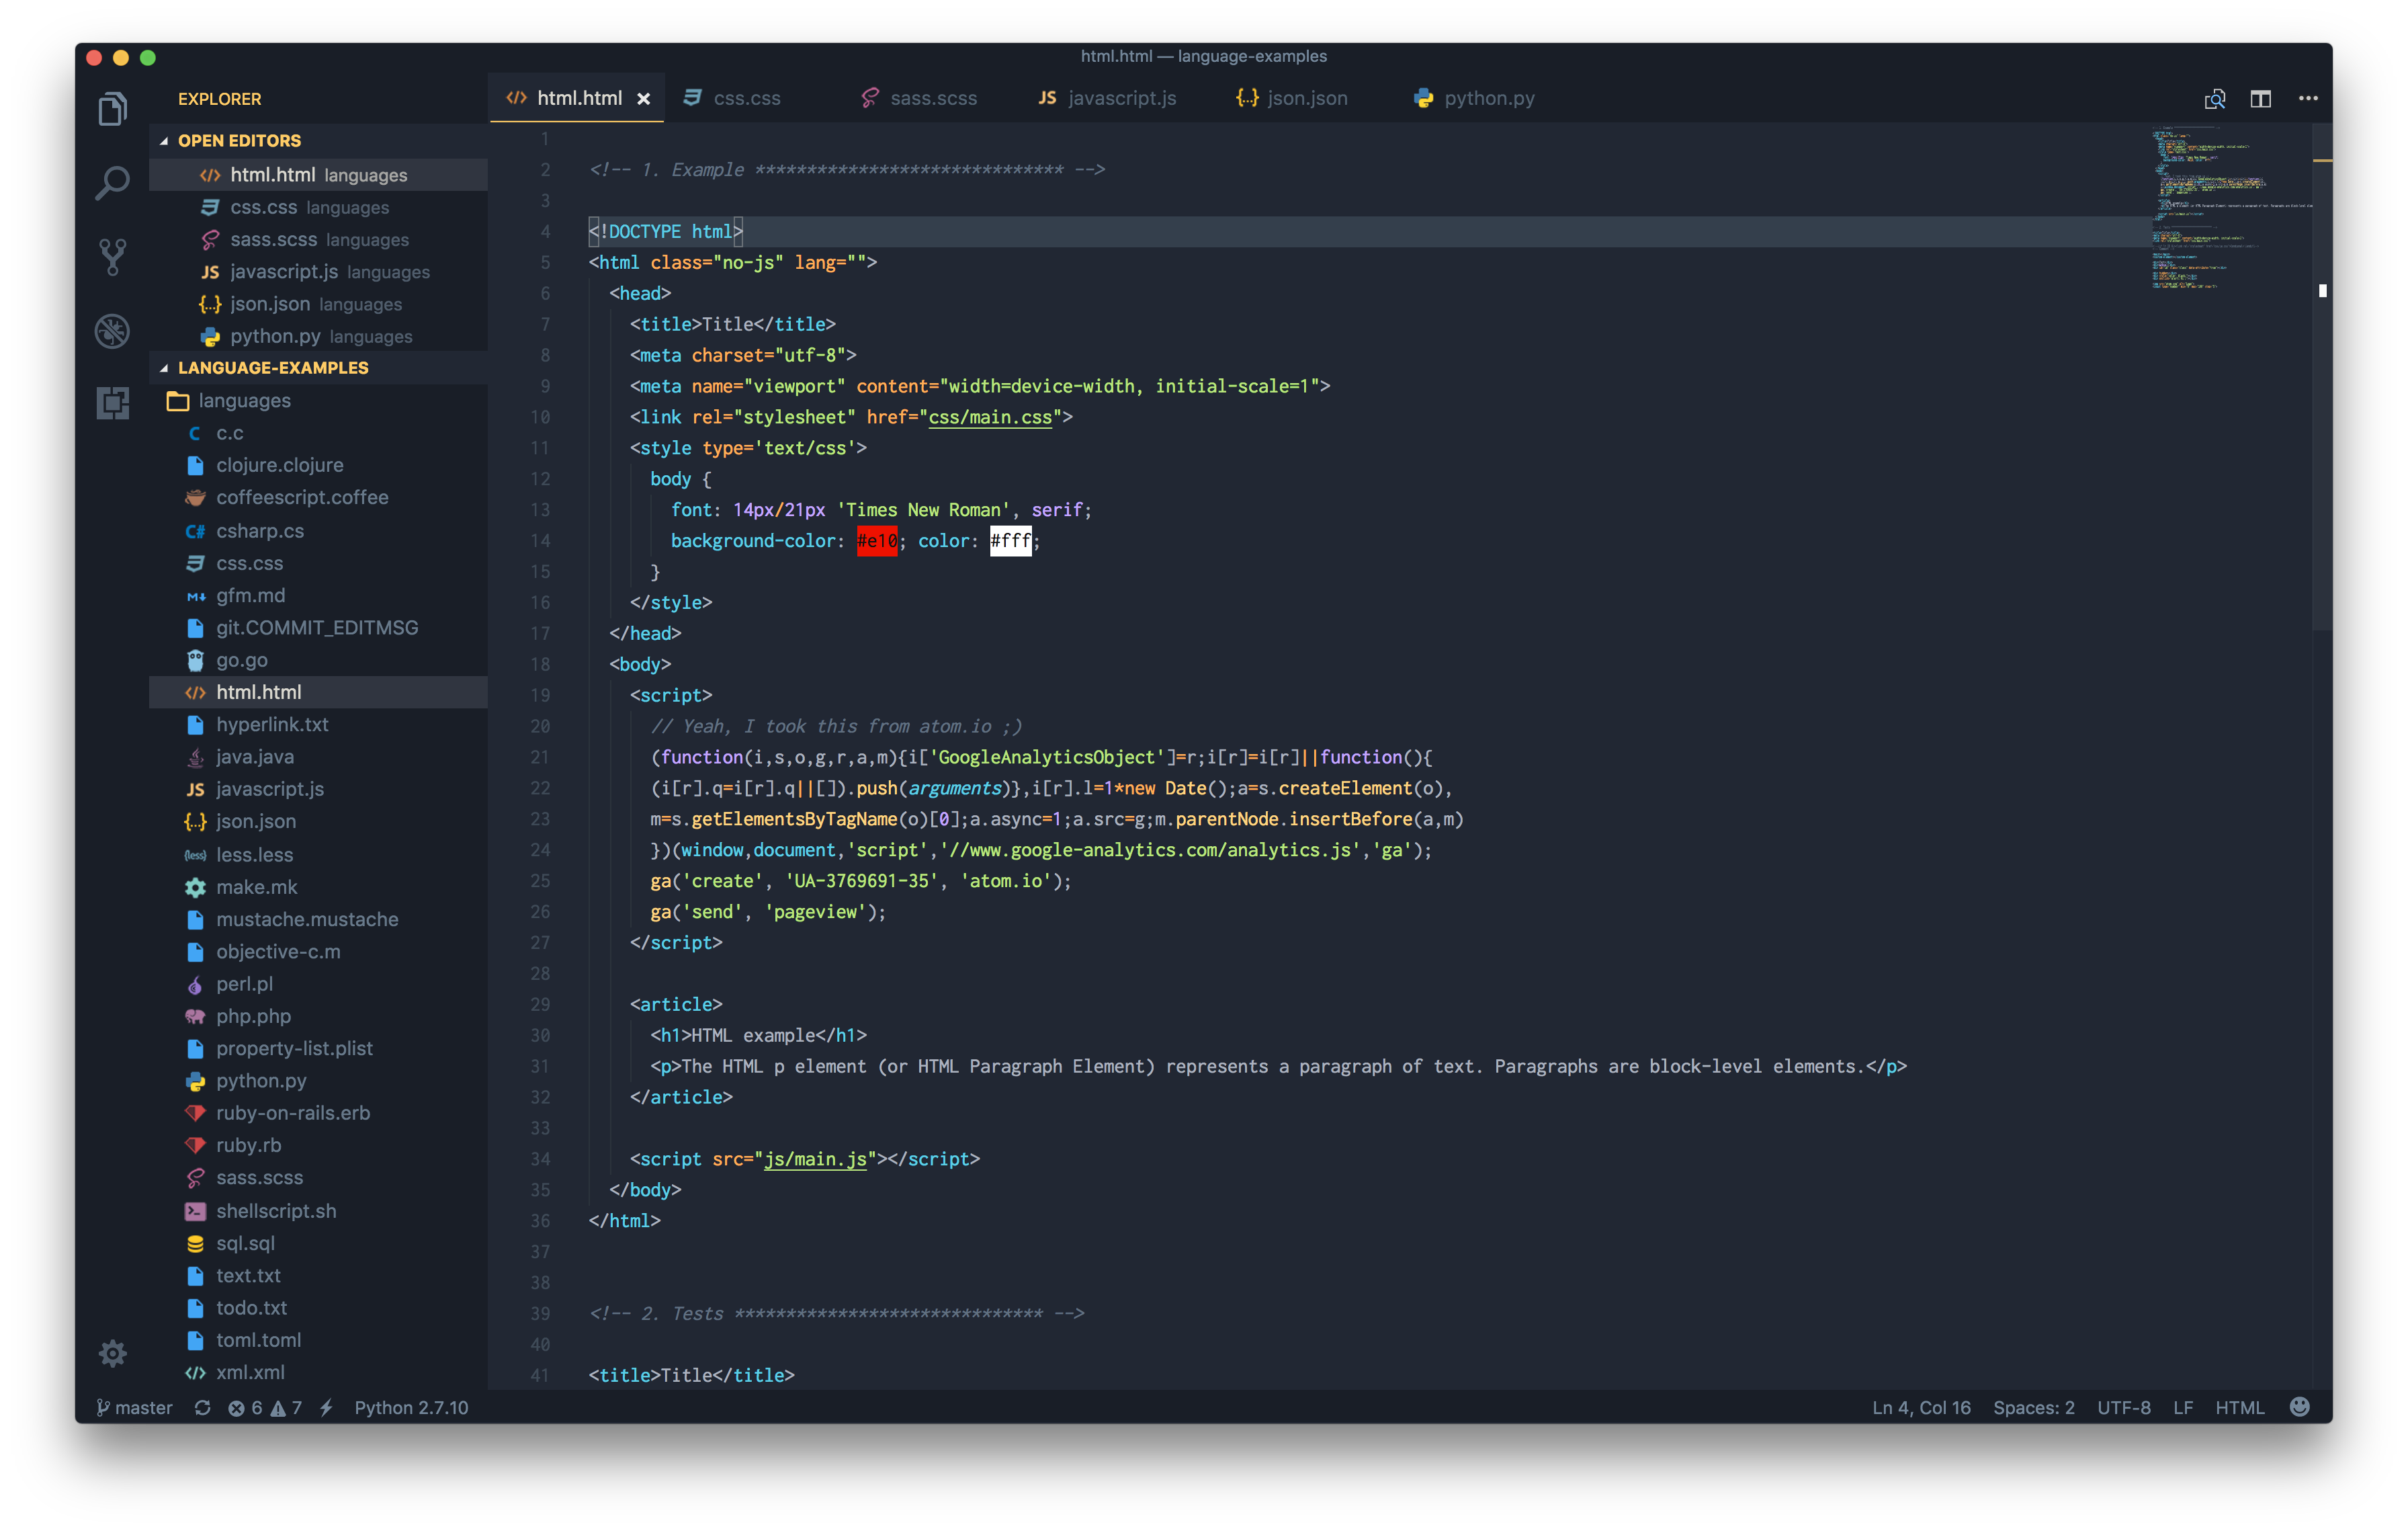 html.html — language-examples
EXPLORER
html.html
css.css
sass.scss
JS javascript.js
{..} json.json
python.py
OPEN EDITORS
html.html languages
css.css languages
sass.scss languages
JS javascript.js languages
{..} json.json languages
python.py languages
LANGUAGE-EXAMPLES
languages
C c.c
clojure.clojure
coffeescript.coffee
C# csharp.cs
css.css
M↓ gfm.md
git.COMMIT_EDITMSG
go.go
</> html.html
hyperlink.txt
java.java
JS javascript.js
{..} json.json
{less} less.less
make.mk
mustache.mustache
objective-c.m
perl.pl
php.php
property-list.plist
python.py
ruby-on-rails.erb
ruby.rb
sass.scss
shellscript.sh
sql.sql
text.txt
todo.txt
toml.toml
</> xml.xml
1
2 <!-- 1. Example ****************************** -->
3
4 <!DOCTYPE html>
5 <html class="no-js" lang="">
6   <head>
7     <title>Title</title>
8     <meta charset="utf-8">
9     <meta name="viewport" content="width=device-width, initial-scale=1">
10     <link rel="stylesheet" href="css/main.css">
11     <style type='text/css'>
12       body {
13         font: 14px/21px 'Times New Roman', serif;
14         background-color: #e10; color: #fff;
15       }
16     </style>
17   </head>
18   <body>
19     <script>
20       // Yeah, I took this from atom.io ;)
21       (function(i,s,o,g,r,a,m){i['GoogleAnalyticsObject']=r;i[r]=i[r]||function(){
22       (i[r].q=i[r].q||[]).push(arguments)},i[r].l=1*new Date();a=s.createElement(o),
23       m=s.getElementsByTagName(o)[0];a.async=1;a.src=g;m.parentNode.insertBefore(a,m)
24       })(window,document,'script','//www.google-analytics.com/analytics.js','ga');
25       ga('create', 'UA-3769691-35', 'atom.io');
26       ga('send', 'pageview');
27     </script>
28
29     <article>
30       <h1>HTML example</h1>
31       <p>The HTML p element (or HTML Paragraph Element) represents a paragraph of text. Paragraphs are block-level elements.</p>
32     </article>
33
34     <script src="js/main.js"></script>
35   </body>
36 </html>
37
38
39 <!-- 2. Tests ****************************** -->
40
41 <title>Title</title>
master 6 7 Python 2.7.10
Ln 4, Col 16 Spaces: 2 UTF-8 LF HTML